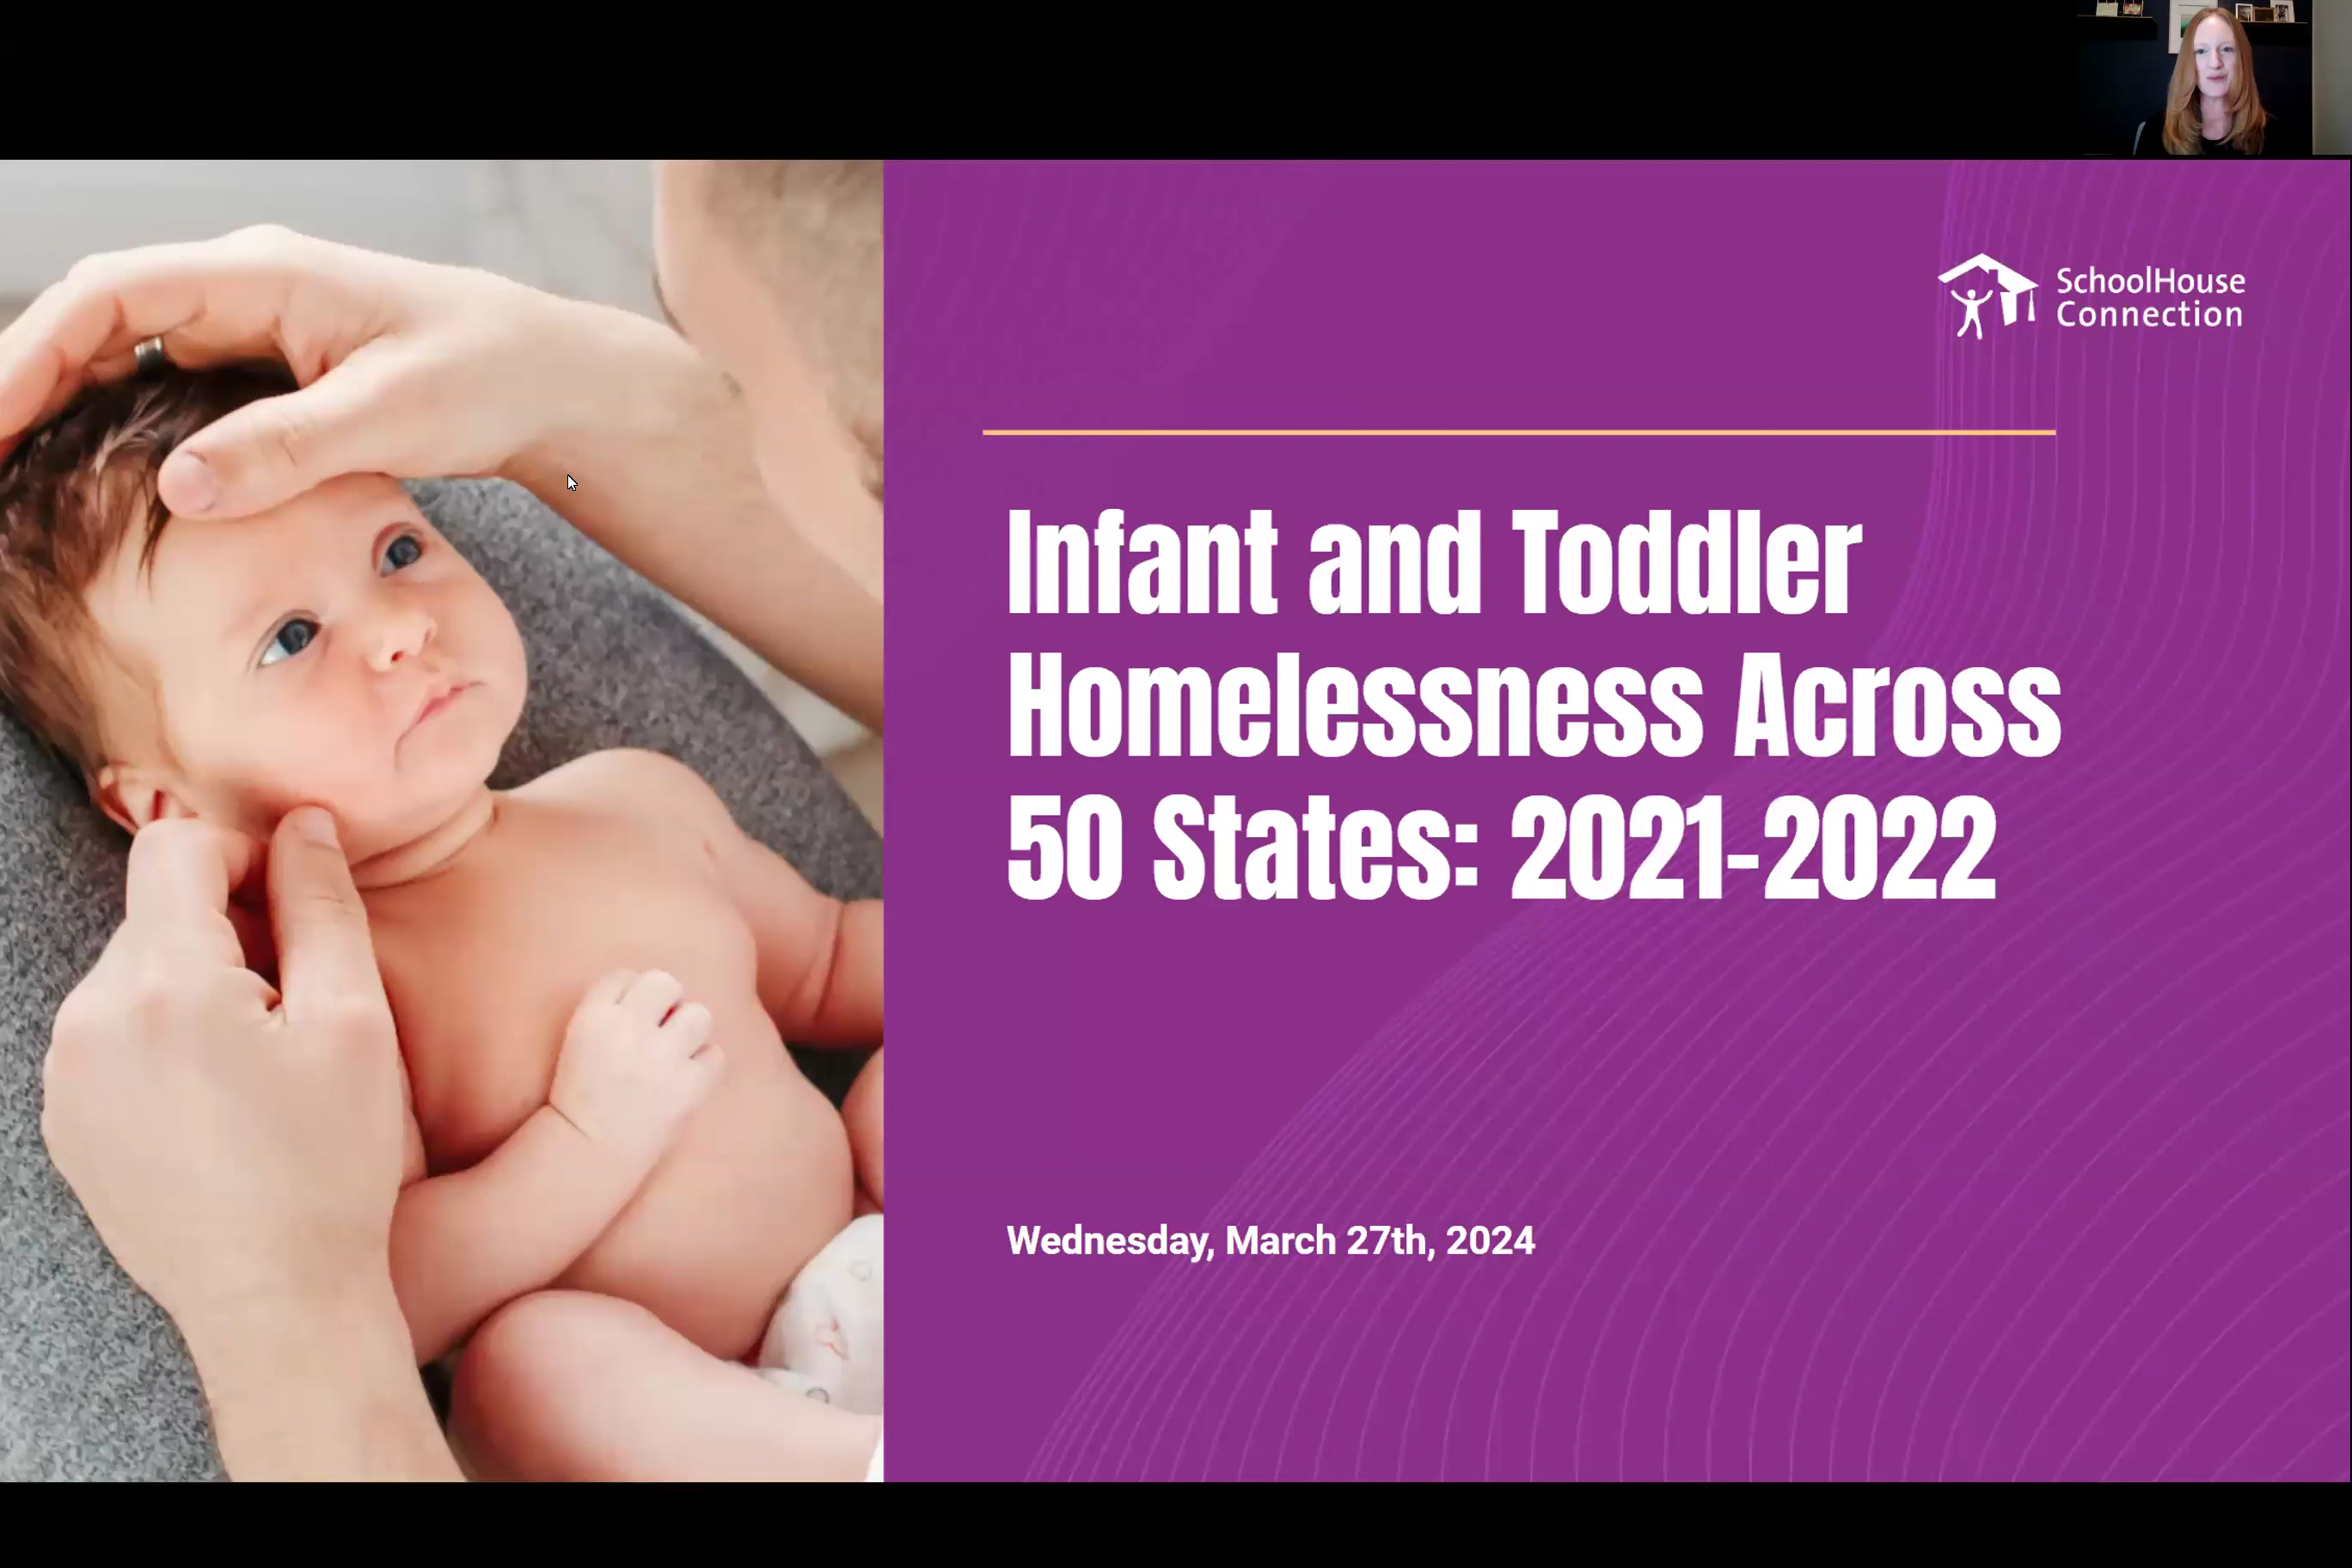 SchoolHouse
Connection
Infant and Toddler
Homelessness Across
50 States: 2021-2022
Wednesday, March 27th, 2024